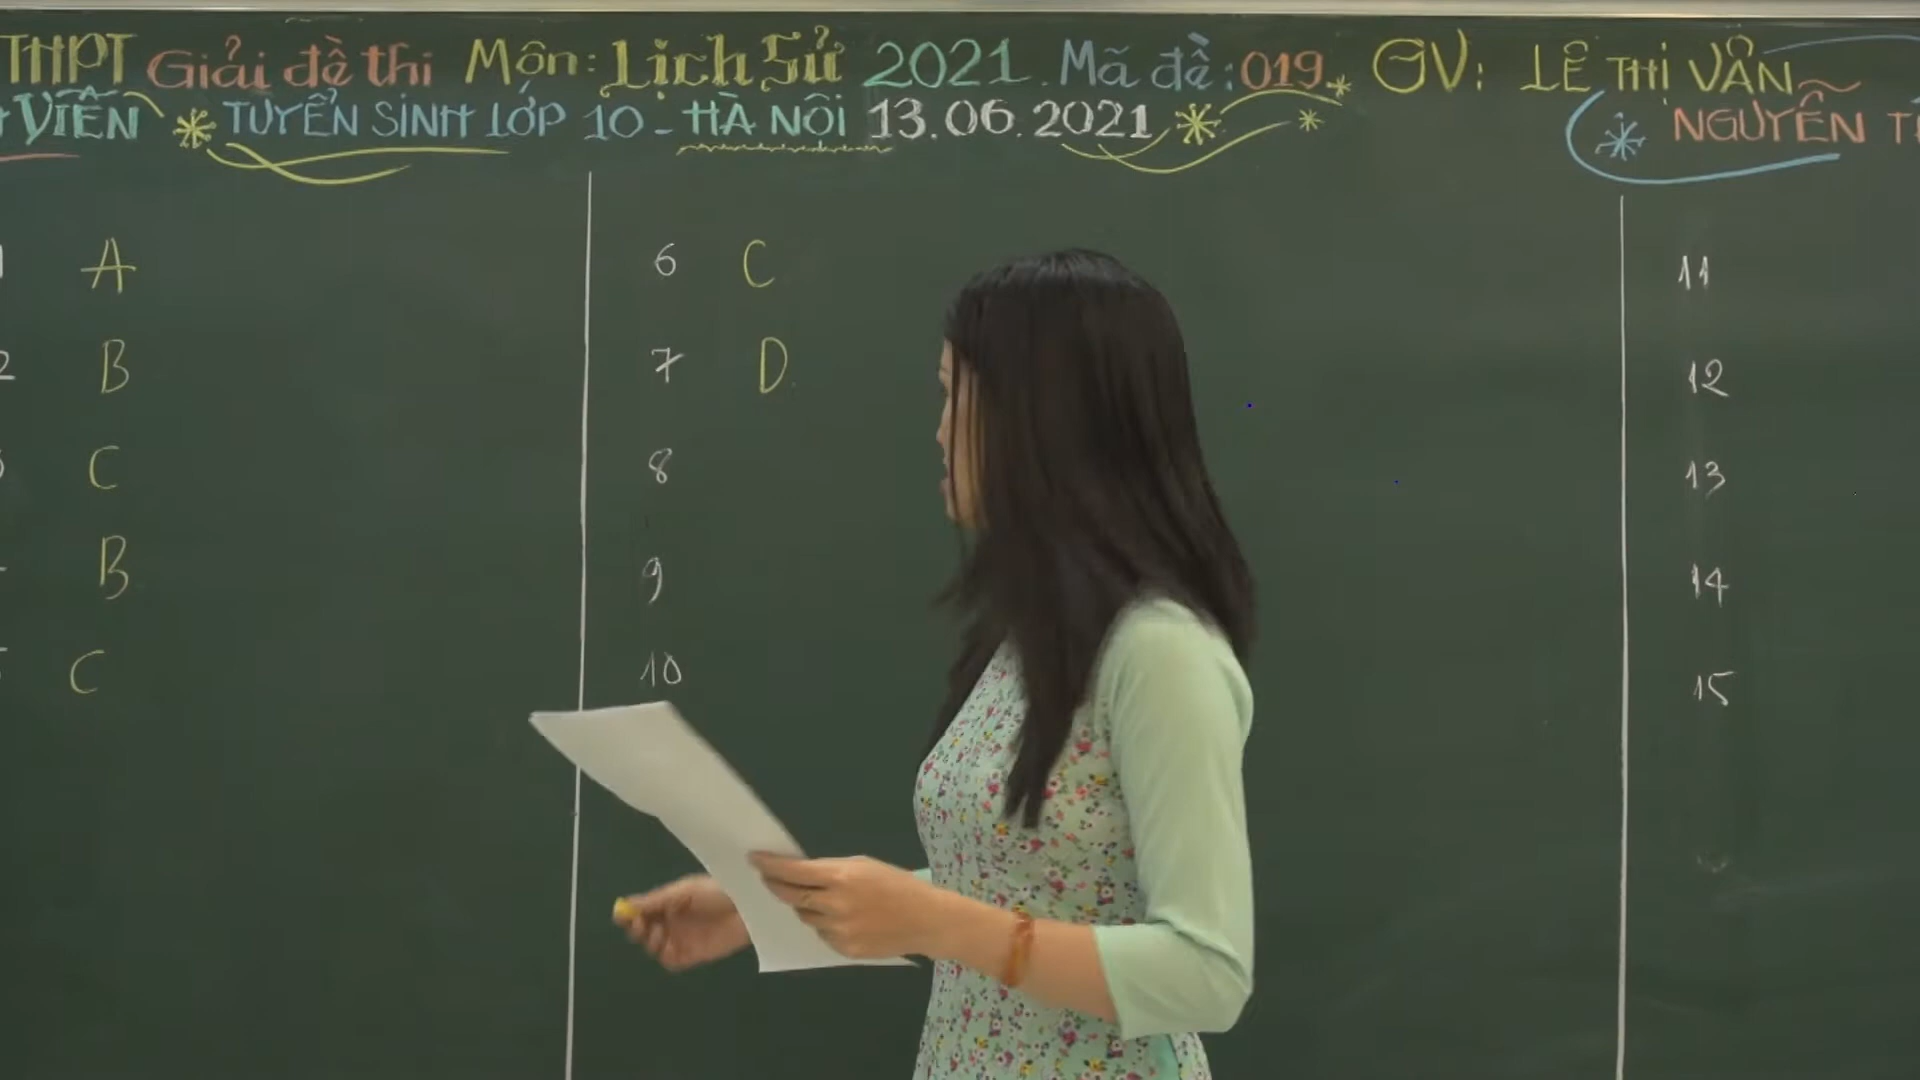 THPT Giải đề thi Môn: Lịch Sử 2021. Mã đề: 019. GV: LÊ THỊ VÂN
VIÊN TUYỂN SINH LỚP 10 - HÀ NÔI 13.06.2021 NGUYỄN
A
B
C
B
C
6 C
7 D.
8
9
10
11
12
13
14
15